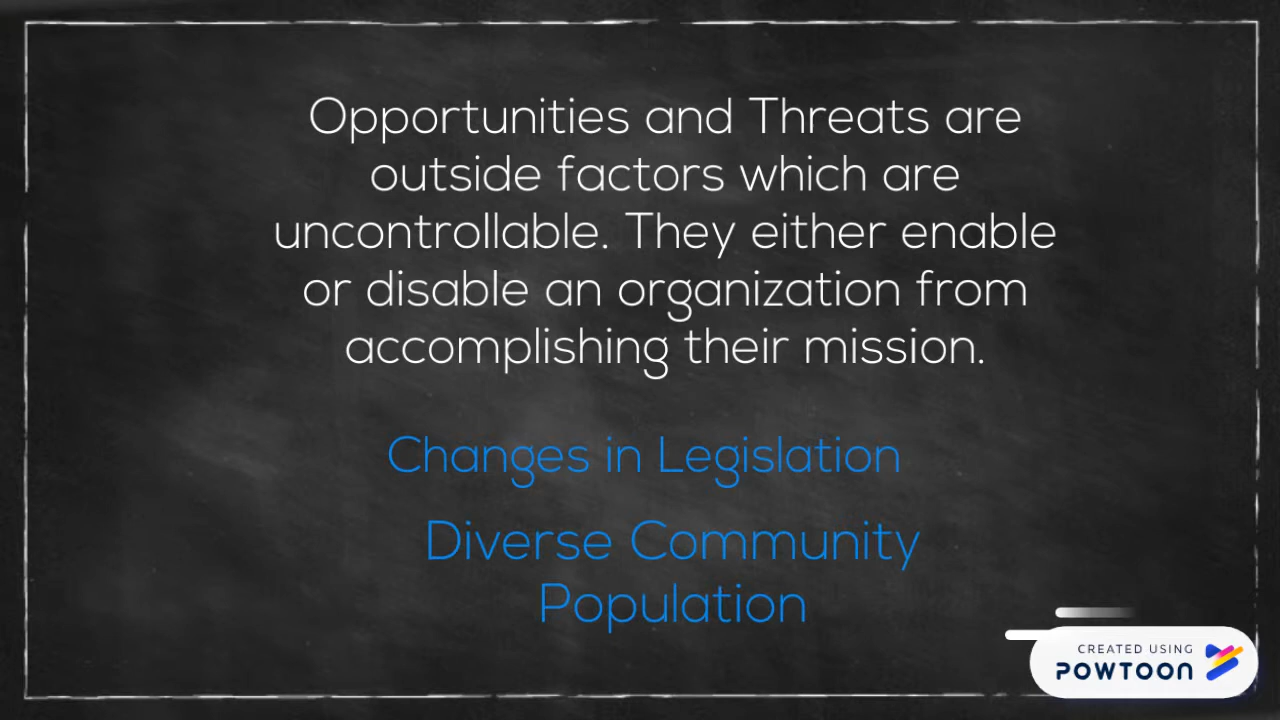 Opportunities and Threats are
outside factors which are
uncontrollable. They either enable
or disable an organization from
accomplishing their mission.
Changes in Legislation
Diverse Community
Population
CREATED USING
POWTOON